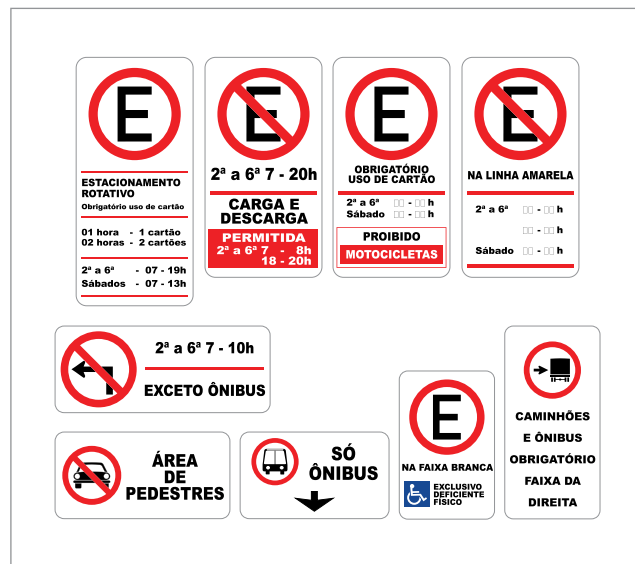 E
ESTACIONAMENTO
ROTATIVO
Obrigatório uso de cartão
01 hora - 1 cartão
02 horas - 2 cartões
2ª a 6ª - 07 - 19h
Sábados - 07 - 13h
E
2ª a 6ª 7 - 20h
CARGA E
DESCARGA
PERMITIDA
2ª a 6ª 7 - 8h
18 - 20h
E
OBRIGATÓRIO
USO DE CARTÃO
2ª a 6ª □□ - □□ h
Sábado □□ - □□ h
PROIBIDO
MOTOCICLETAS
E
NA LINHA AMARELA
2ª a 6ª □□ - □□ h
□□ - □□ h
Sábado □□ - □□ h
2ª a 6ª 7 - 10h
EXCETO ÔNIBUS
ÁREA
DE
PEDESTRES
SÓ
ÔNIBUS
E
NA FAIXA BRANCA
EXCLUSIVO
DEFICIENTE
FÍSICO
CAMINHÕES
E ÔNIBUS
OBRIGATÓRIO
FAIXA DA
DIREITA